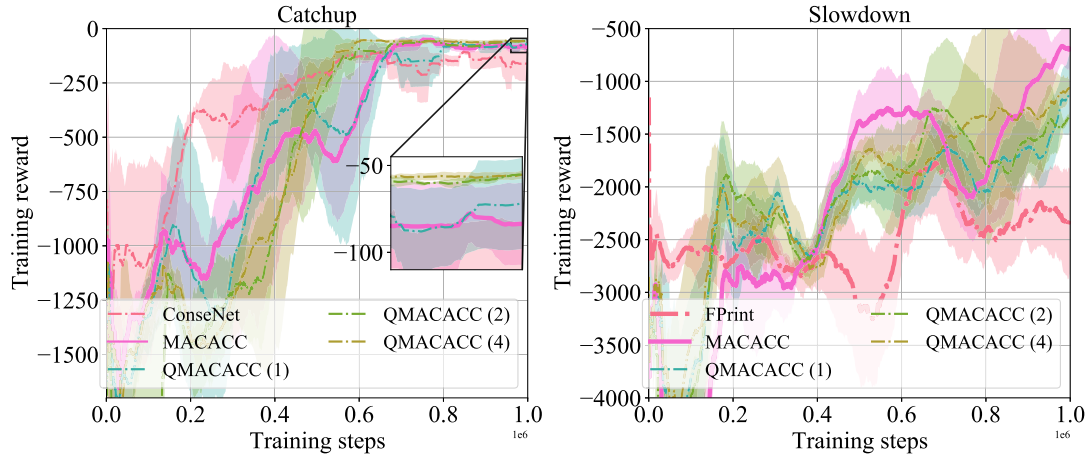 Catchup
0
−250
−500
−750
−1000
−1250
−1500
Training reward
−50
−100
ConseNet
MACACC
QMACACC (1)
QMACACC (2)
QMACACC (4)
0.0 0.2 0.4 0.6 0.8 1.0
1e6
Training steps
Slowdown
−500
−1000
−1500
−2000
−2500
−3000
−3500
−4000
Training reward
FPrint
MACACC
QMACACC (1)
QMACACC (2)
QMACACC (4)
0.0 0.2 0.4 0.6 0.8 1.0
1e6
Training steps